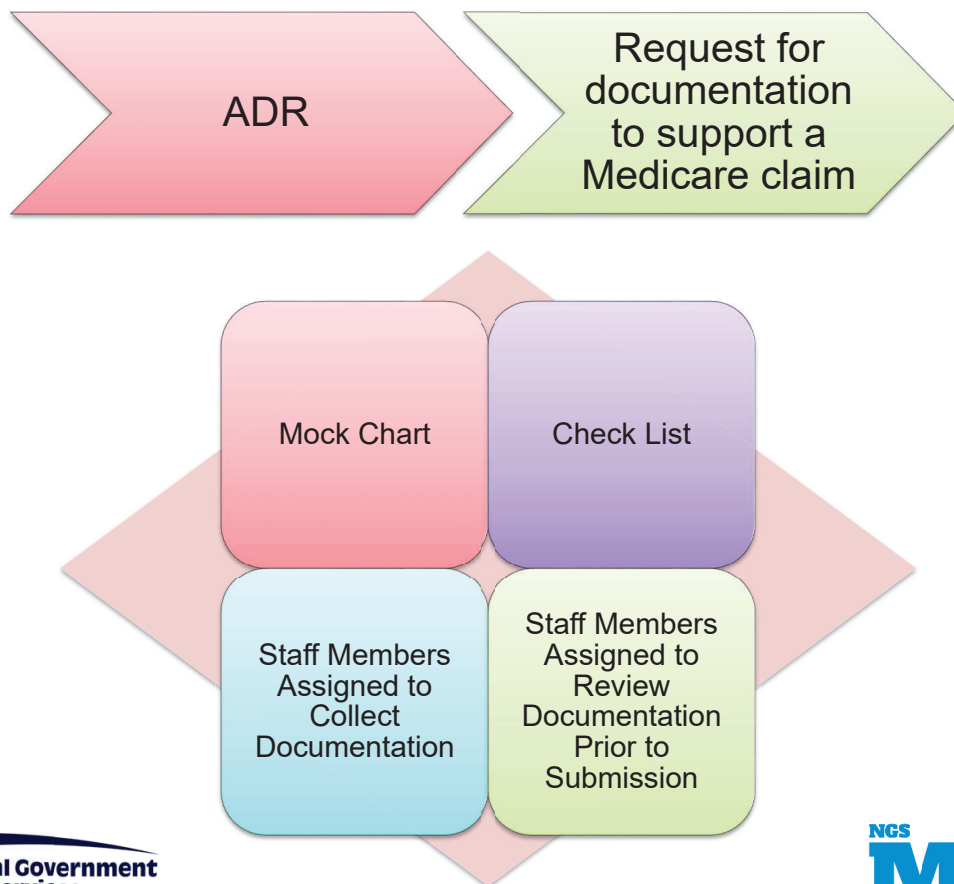 ADR
Request for
documentation
to support a
Medicare claim
Mock Chart
Check List
Staff Members
Assigned to
Collect
Documentation
Staff Members
Assigned to
Review
Documentation
Prior to
Submission
Government
NGS